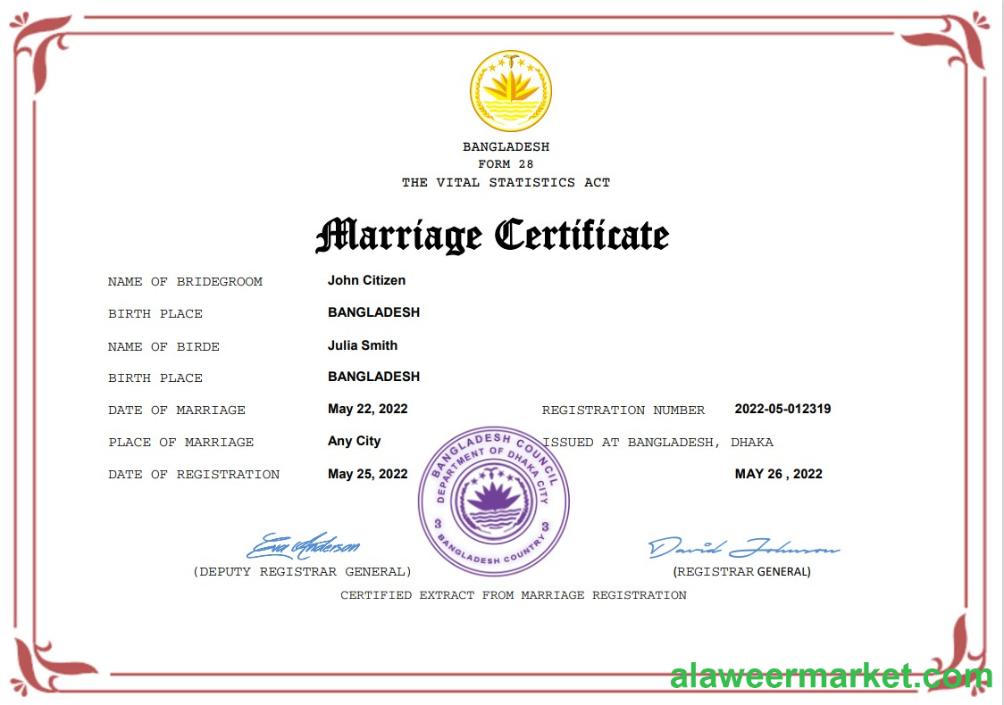 BANGLADESH
FORM 28
THE VITAL STATISTICS ACT
Marriage Certificate
NAME OF BRIDEGROOM John Citizen
BIRTH PLACE BANGLADESH
NAME OF BIRDE Julia Smith
BIRTH PLACE BANGLADESH
DATE OF MARRIAGE May 22, 2022 REGISTRATION NUMBER 2022-05-012319
PLACE OF MARRIAGE Any City ISSUED AT BANGLADESH, DHAKA
DATE OF REGISTRATION May 25, 2022 MAY 26 , 2022
BANGLADESH COUNCIL
DEPARTMENT OF DHAKA CITY
3 3
BANGLADESH COUNTRY
Eva Anderson David Johnson
(DEPUTY REGISTRAR GENERAL) (REGISTRAR GENERAL)
CERTIFIED EXTRACT FROM MARRIAGE REGISTRATION
alaweermarket.com